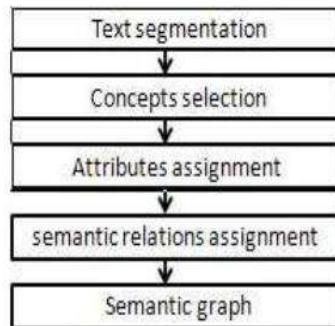 Text segmentation
Concepts selection
Attributes assignment
semantic relations assignment
Semantic graph